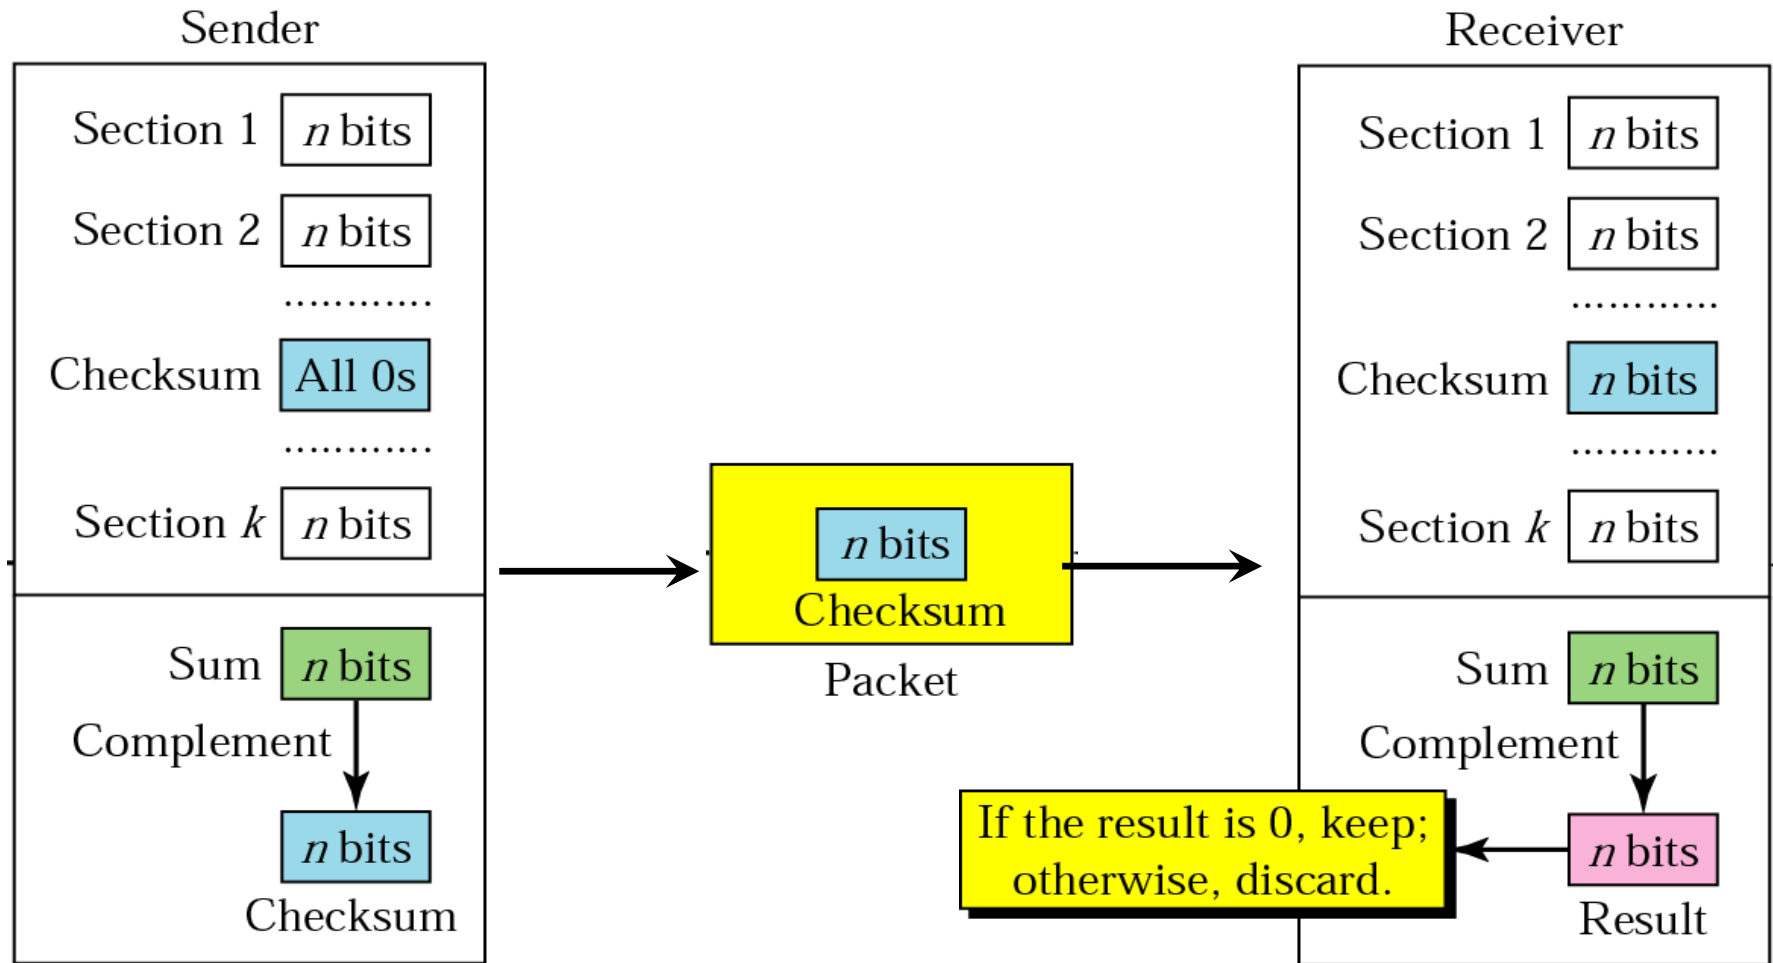 Sender
Section 1 n bits
Section 2 n bits
............
Checksum All 0s
............
Section k n bits
Sum n bits
Complement
n bits
Checksum
n bits
Checksum
Packet
Receiver
Section 1 n bits
Section 2 n bits
............
Checksum n bits
............
Section k n bits
Sum n bits
Complement
n bits
Result
If the result is 0, keep;
otherwise, discard.